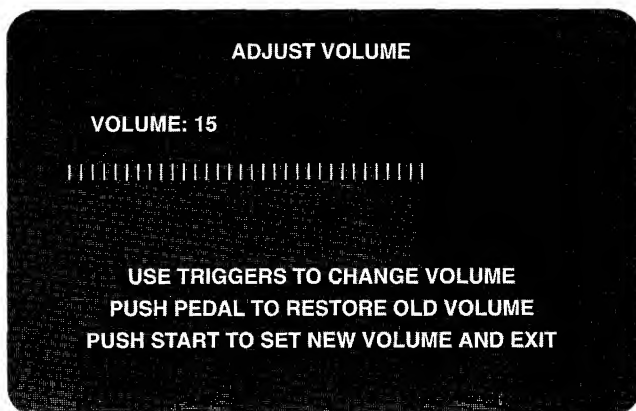 ADJUST VOLUME
VOLUME: 15
USE TRIGGERS TO CHANGE VOLUME
PUSH PEDAL TO RESTORE OLD VOLUME
PUSH START TO SET NEW VOLUME AND EXIT